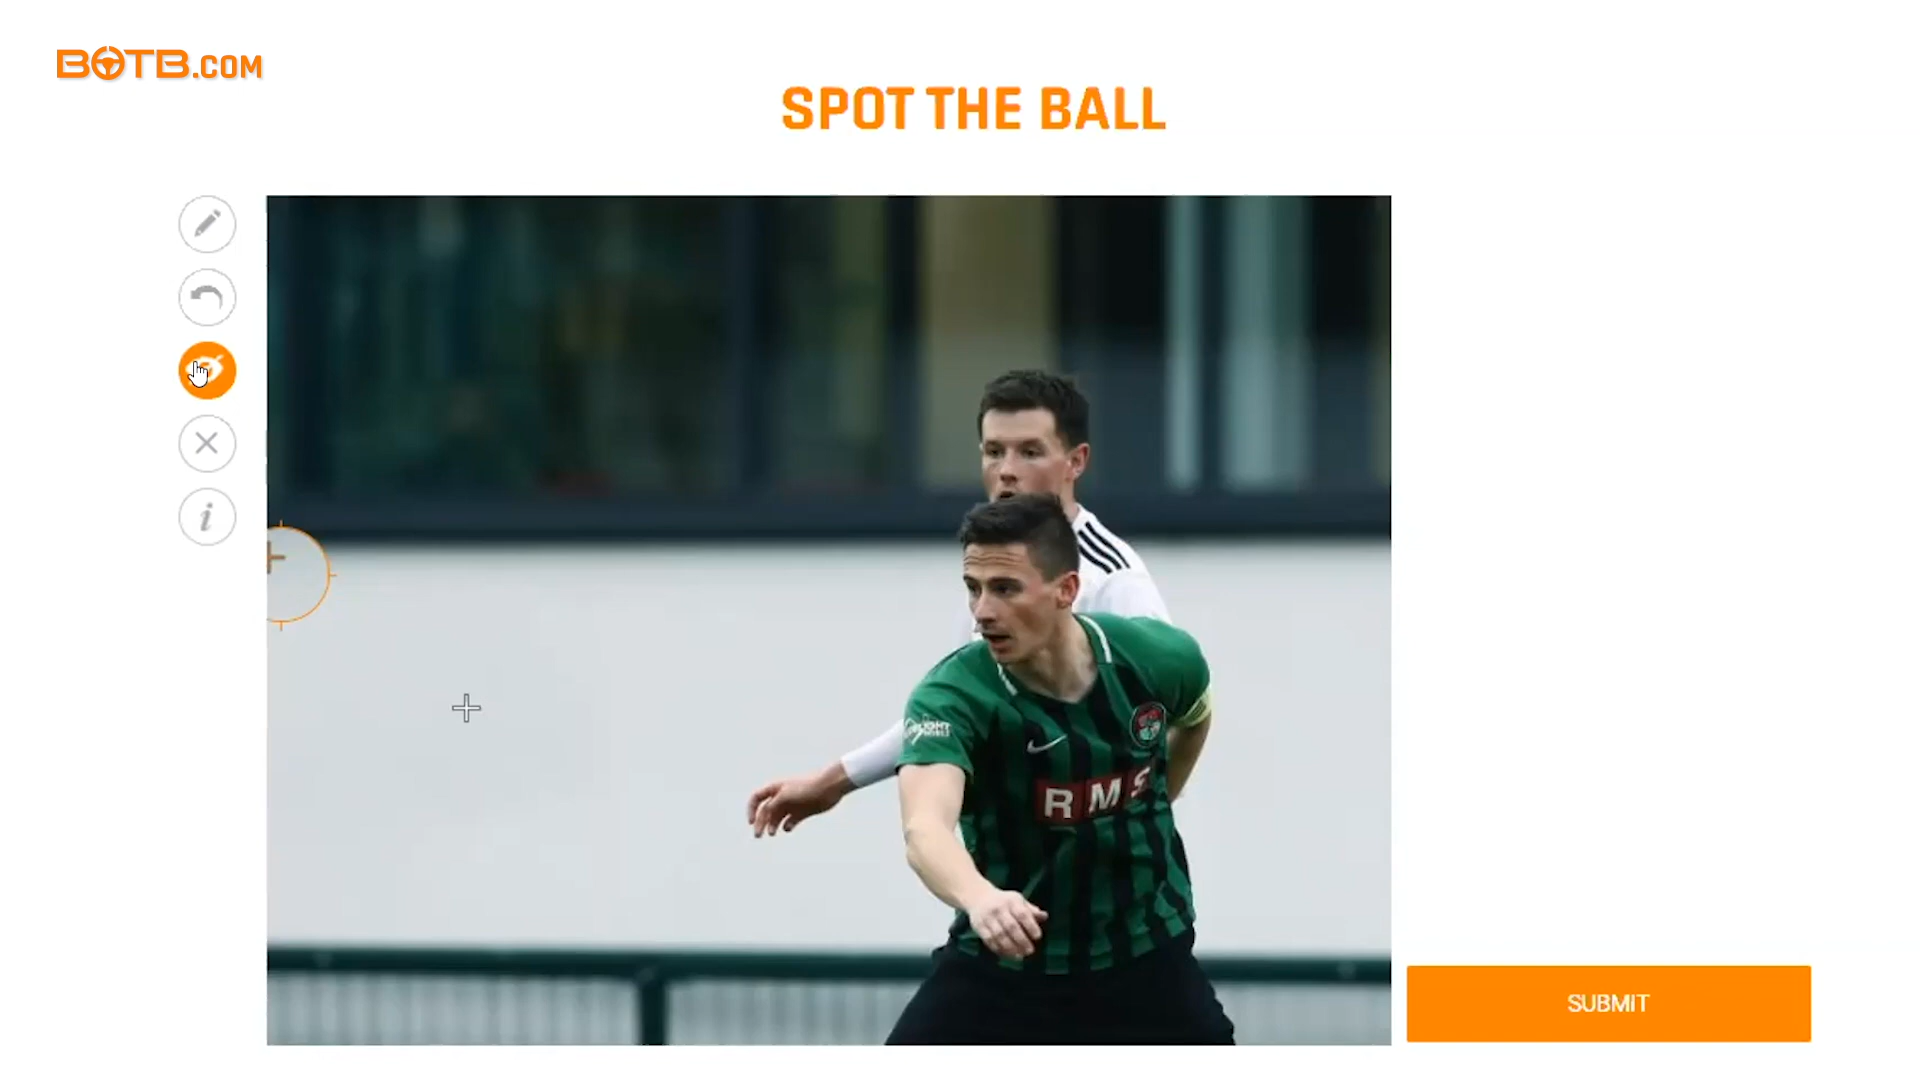 BOTB.COM
SPOT THE BALL
i
RMS
SUBMIT